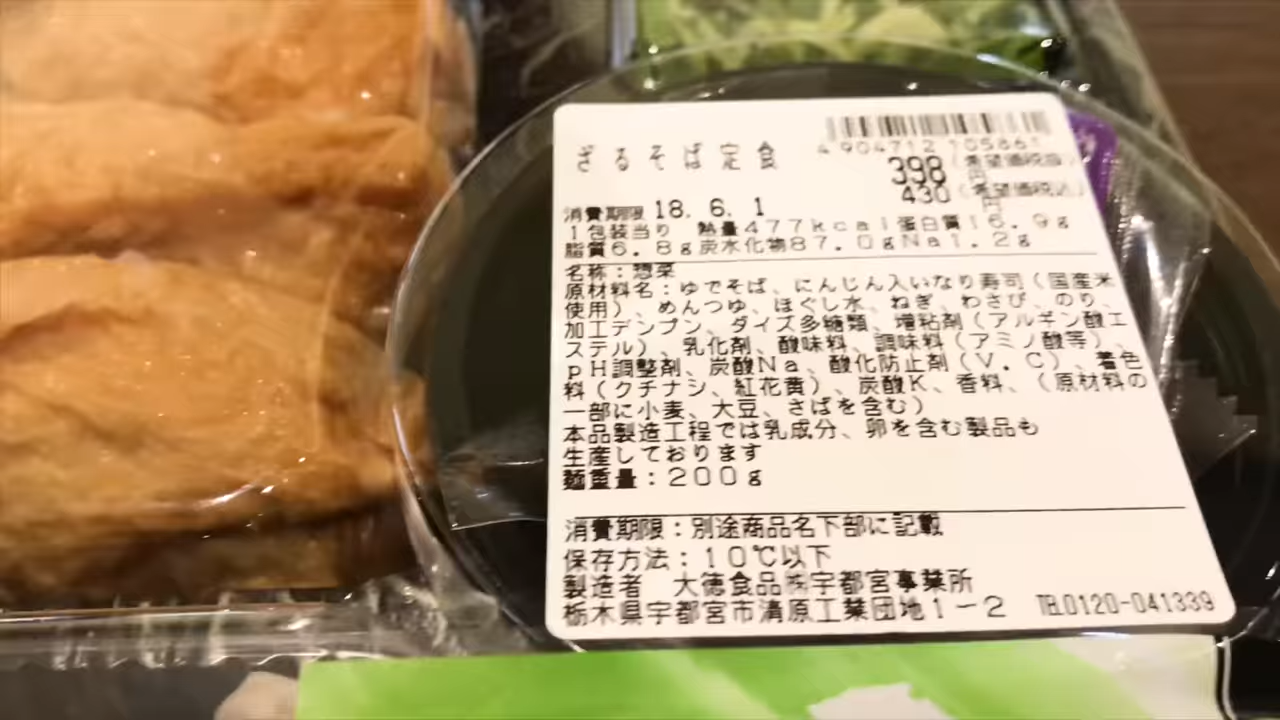 4904712105861
ざるそば定食
398円(希望価格税抜)
430円(希望価格税込)
消費期限 18. 6. 1
1包装当り 熱量477kcal蛋白質16.9g
脂質6.8g炭水化物87.0gNa1.2g
名称:惣菜
原材料名:ゆでそば、にんじん入いなり寿司(国産米
使用)、めんつゆ、ほぐし水、ねぎ、わさび、のり、
加工デンプン、ダイズ多糖類、増粘剤(アルギン酸エ
ステル)、乳化剤、酸味料、調味料(アミノ酸等)、
pH調整剤、炭酸Na、酸化防止剤(V.C)、着色
料(クチナシ、紅花黄)、炭酸K、香料、(原材料の
一部に小麦、大豆、さばを含む)
本品製造工程では乳成分、卵を含む製品も
生産しております
麺重量:200g
消費期限:別途商品名下部に記載
保存方法:10℃以下
製造者 大徳食品㈱宇都宮事業所
栃木県宇都宮市清原工業団地1-2 ℡0120-041339